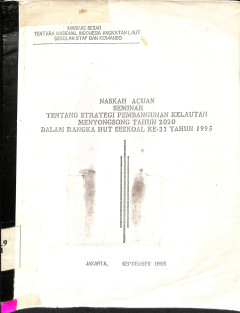 MARKAS BESAR
TENTARA NASIONAL INDONESIA ANGKATAN LAUT
SEKOLAH STAF DAN KOMANDO
NASKAH ACUAN
SEMINAR
TENTANG STRATEGI PEMBANGUNAN KELAUTAN
MENYONGSONG TAHUN 2020
DALAM RANGKA HUT SESKOAL KE-33 TAHUN 1995
JAKARTA, SEPTEMBER 1995